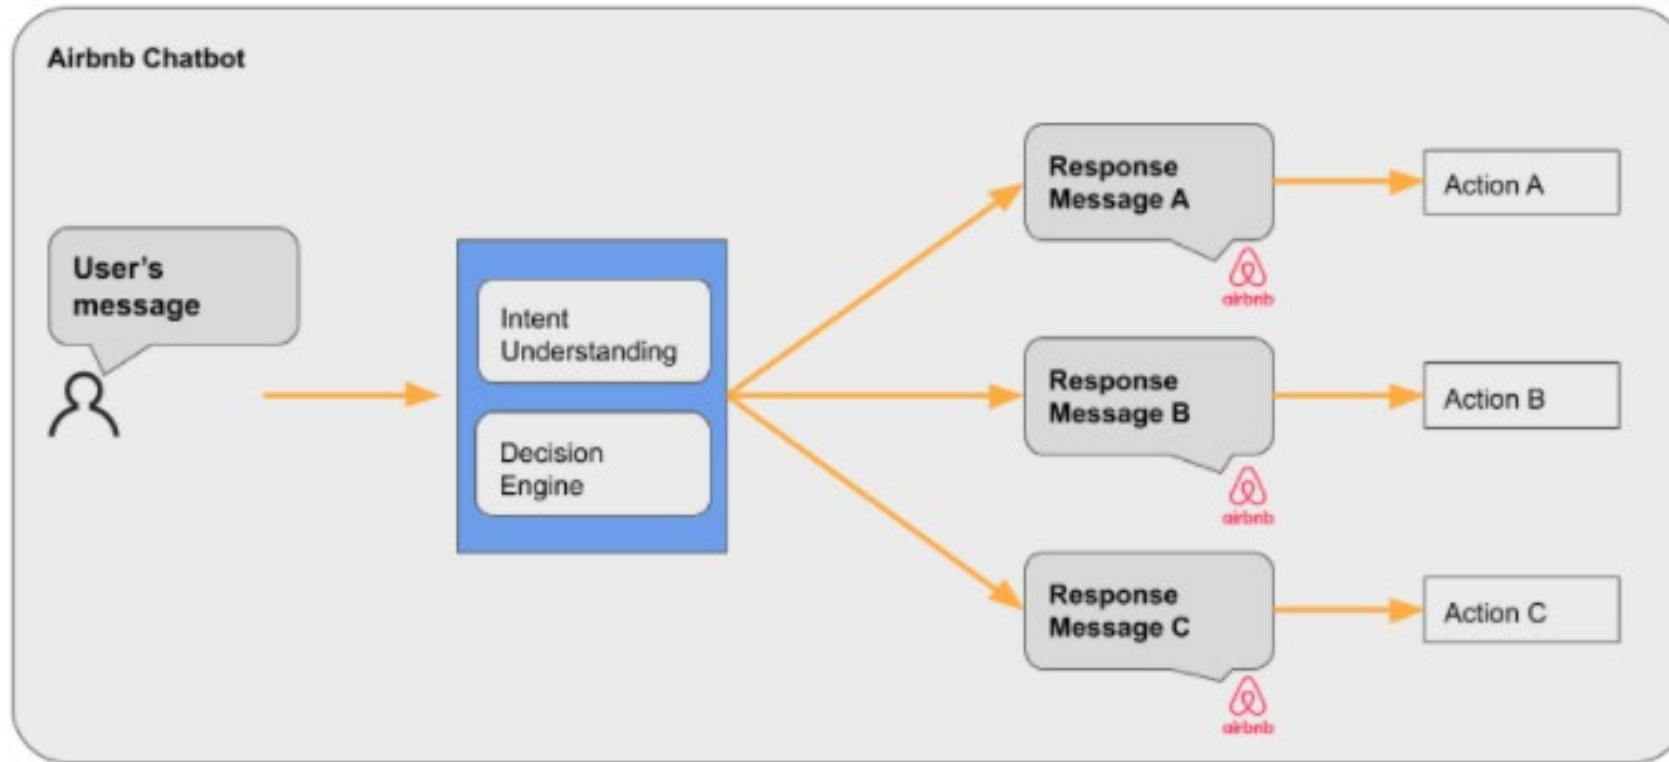 Airbnb Chatbot
User's
message
Intent
Understanding
Decision
Engine
Response
Message A
airbnb
Action A
Response
Message B
airbnb
Action B
Response
Message C
airbnb
Action C